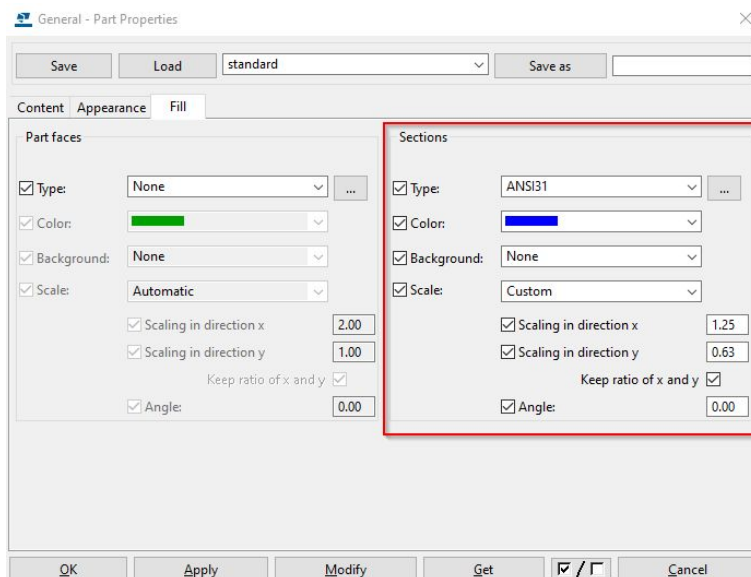 General - Part Properties
Save Load standard Save as
Content Appearance Fill
Part faces
Type: None ...
Color:
Background: None
Scale: Automatic
Scaling in direction x 2.00
Scaling in direction y 1.00
Keep ratio of x and y
Angle: 0.00
Sections
Type: ANSI31 ...
Color:
Background: None
Scale: Custom
Scaling in direction x 1.25
Scaling in direction y 0.63
Keep ratio of x and y
Angle: 0.00
OK Apply Modify Get / Cancel